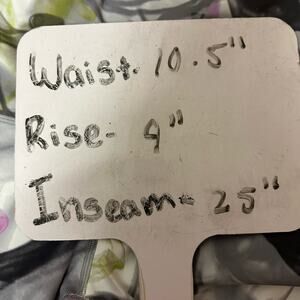 Waist. 10.5"
Rise- 9"
Inseam- 25"